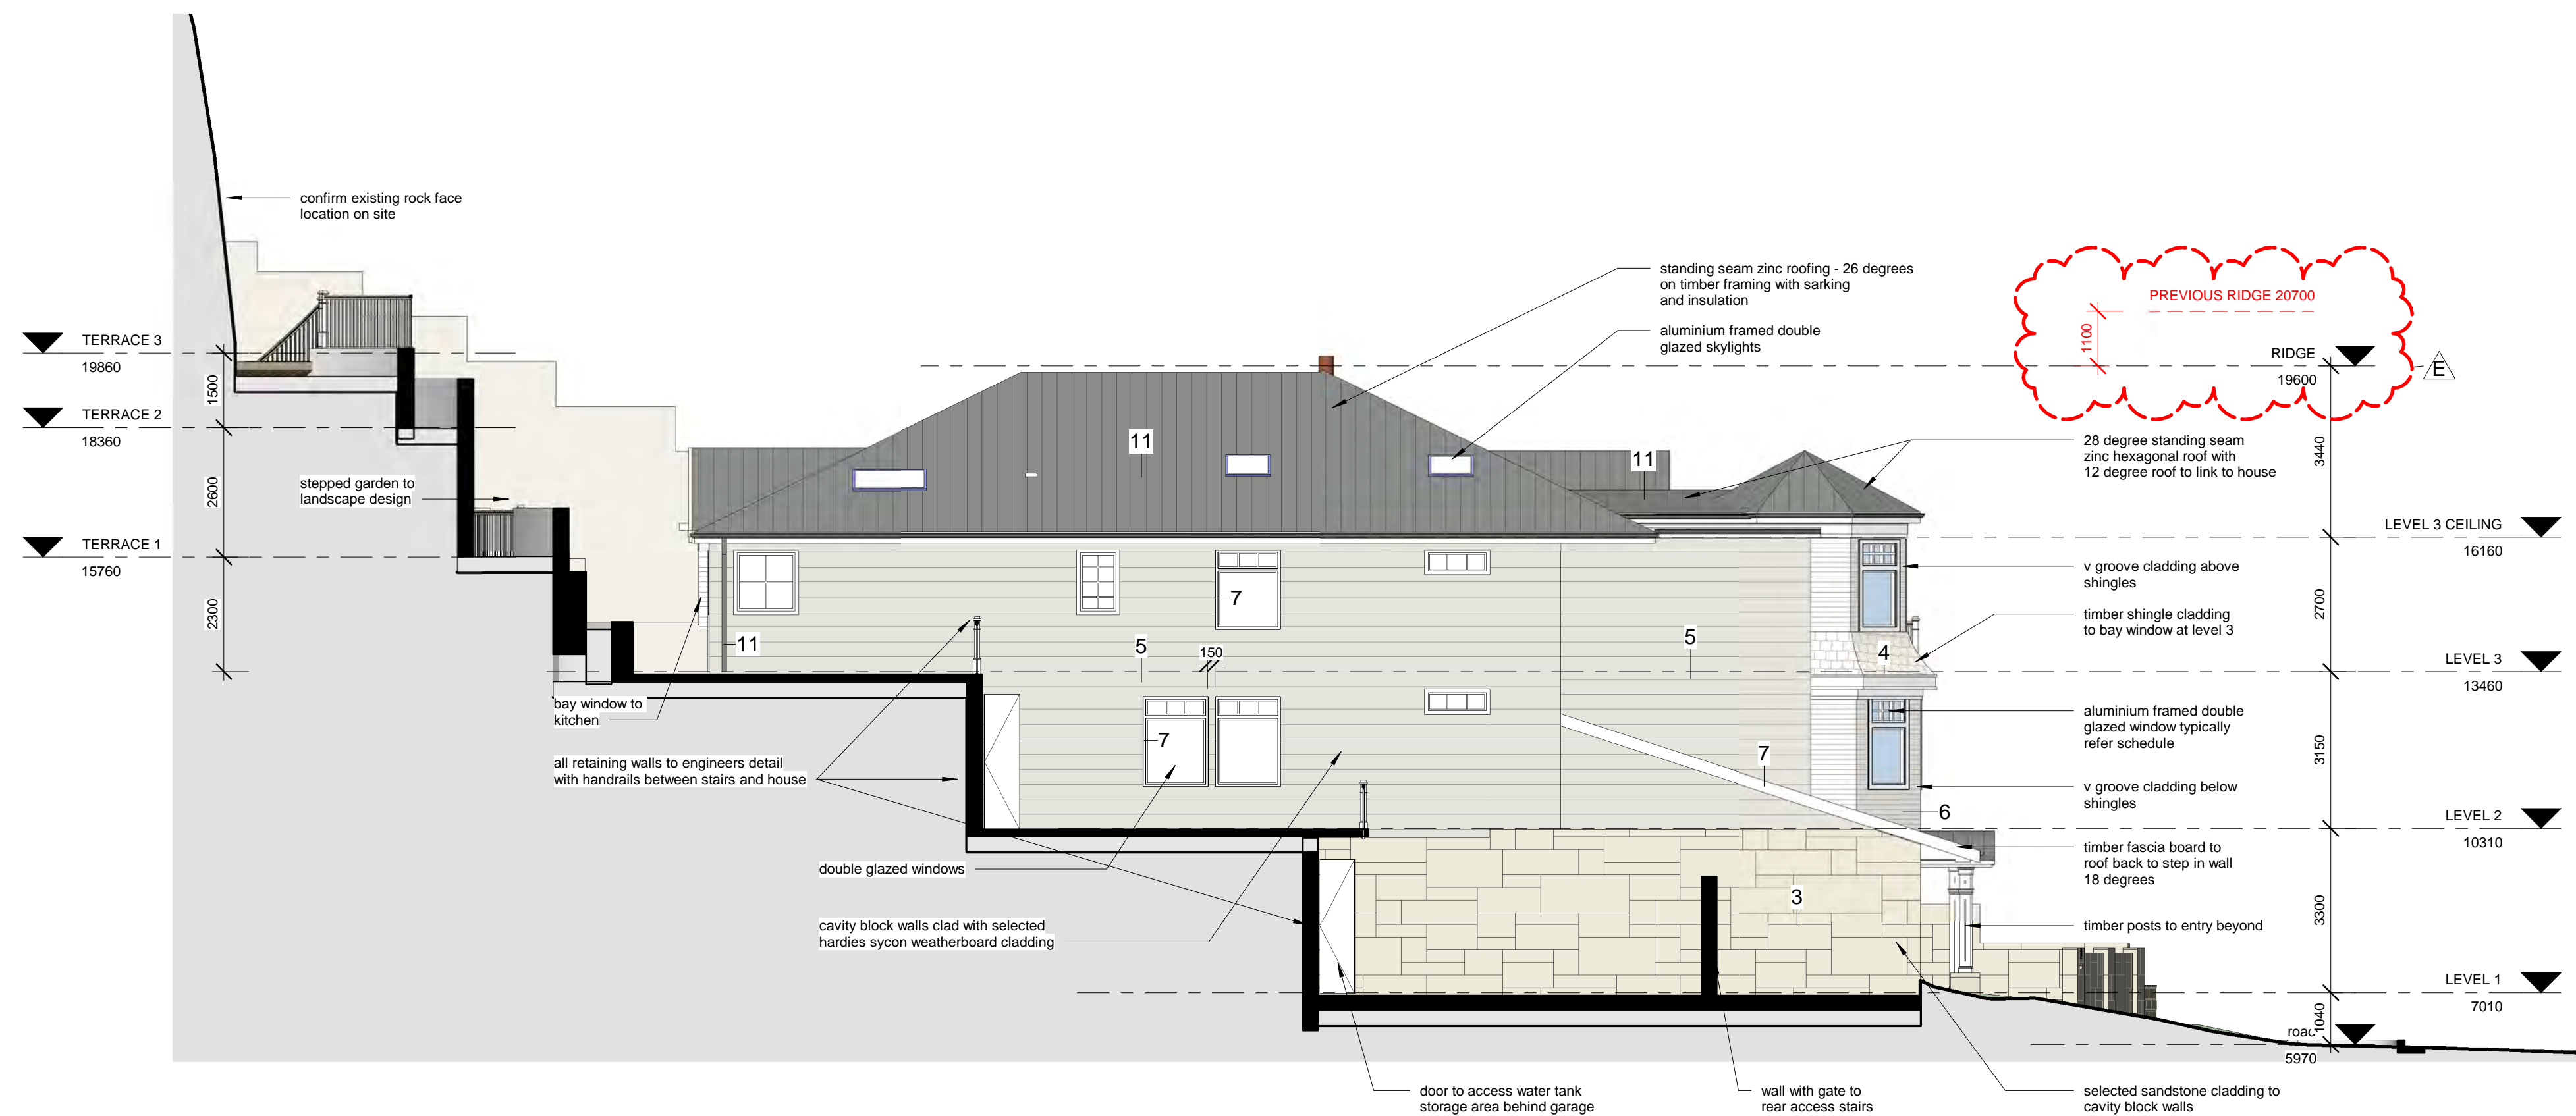 confirm existing rock face
location on site
TERRACE 3
19860
1500
TERRACE 2
18360
2600
stepped garden to
landscape design
TERRACE 1
15760
2300
standing seam zinc roofing - 26 degrees
on timber framing with sarking
and insulation
aluminium framed double
glazed skylights
PREVIOUS RIDGE 20700
1100
RIDGE
19600
E
3440
28 degree standing seam
zinc hexagonal roof with
12 degree roof to link to house
11
11
LEVEL 3 CEILING
16160
v groove cladding above
shingles
2700
timber shingle cladding
to bay window at level 3
7
11
5
150
5
4
LEVEL 3
13460
bay window to
kitchen
aluminium framed double
glazed window typically
refer schedule
3150
7
7
all retaining walls to engineers detail
with handrails between stairs and house
v groove cladding below
shingles
6
LEVEL 2
10310
timber fascia board to
roof back to step in wall
18 degrees
double glazed windows
3
3300
cavity block walls clad with selected
hardies sycon weatherboard cladding
timber posts to entry beyond
LEVEL 1
7010
1040
road
5970
door to access water tank
storage area behind garage
wall with gate to
rear access stairs
selected sandstone cladding to
cavity block walls